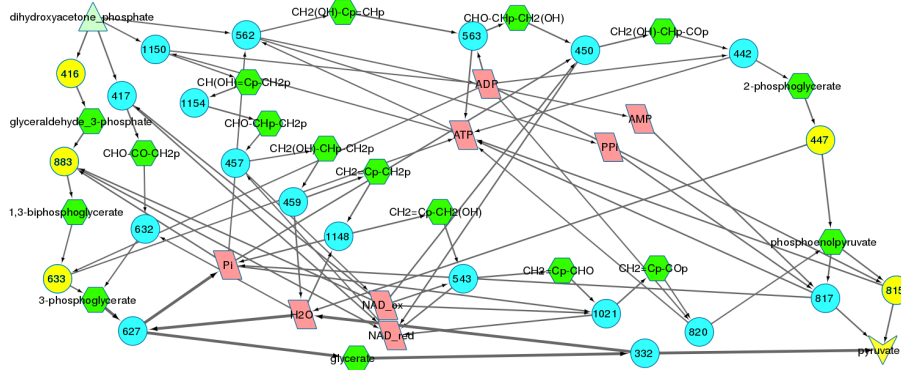 dihydroxyacetone_phosphate
CH2(OH)-Cp=CHp
CHO-CHp-CH2(OH)
CH2(OH)-CHp-COp
562
563
1150
450
442
416
CH(OH)=Cp-CH2p
ADP
2-phosphoglycerate
417
1154
glyceraldehyde_3-phosphate
CHO-CHp-CH2p
AMP
ATP
PPi
447
CHO-CO-CH2p
CH2(OH)-CHp-CH2p
883
457
CH2=Cp-CH2p
459
1,3-biphosphoglycerate
CH2=Cp-CH2(OH)
632
1148
phosphoenolpyruvate
Pi
633
543
CH2=Cp-CHO
CH2=Cp-COp
815
3-phosphoglycerate
817
NAD_ox
H2O
1021
627
NAD_red
820
glycerate
332
pyruvate